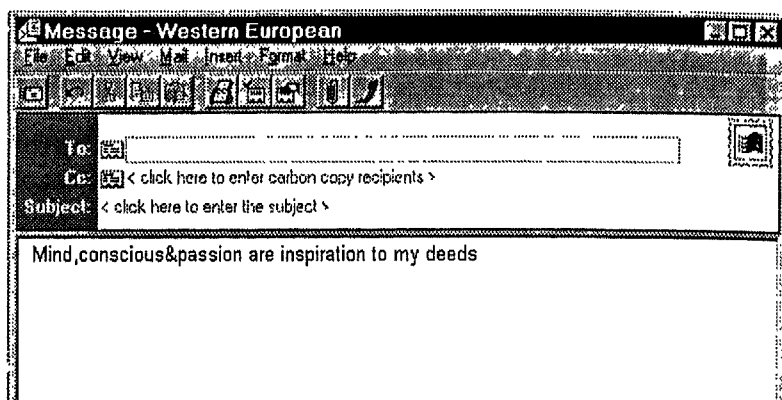 Message - Western European
File Edit View Mail Insert Format Help
To:
Cc: < click here to enter carbon copy recipients >
Subject: < click here to enter the subject >
Mind,conscious&passion are inspiration to my deeds